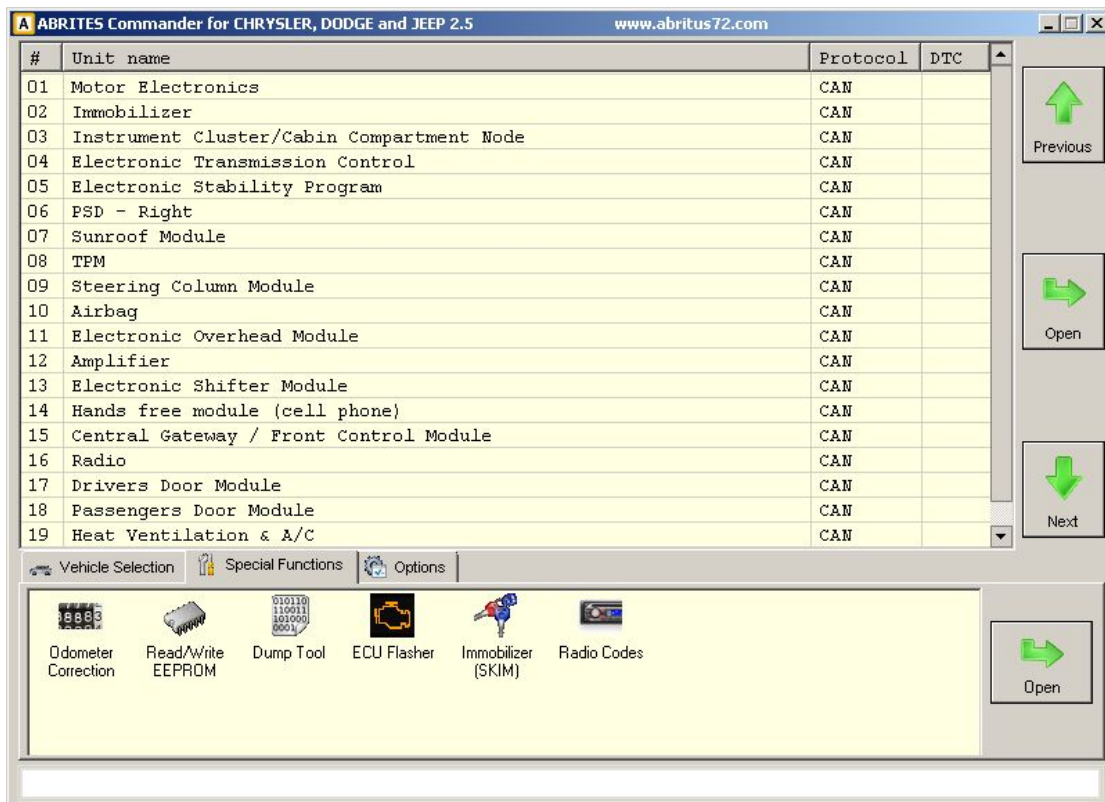 A ABRITES Commander for CHRYSLER, DODGE and JEEP 2.5 www.abritus72.com
# Unit name Protocol DTC
01 Motor Electronics CAN
02 Immobilizer CAN
03 Instrument Cluster/Cabin Compartment Node CAN
04 Electronic Transmission Control CAN
05 Electronic Stability Program CAN
06 PSD - Right CAN
07 Sunroof Module CAN
08 TPM CAN
09 Steering Column Module CAN
10 Airbag CAN
11 Electronic Overhead Module CAN
12 Amplifier CAN
13 Electronic Shifter Module CAN
14 Hands free module (cell phone) CAN
15 Central Gateway / Front Control Module CAN
16 Radio CAN
17 Drivers Door Module CAN
18 Passengers Door Module CAN
19 Heat Ventilation & A/C CAN
Previous
Open
Next
Vehicle Selection Special Functions Options
010110
110011
101000
0001
Odometer Correction
Read/Write EEPROM
Dump Tool
ECU Flasher
Immobilizer (SKIM)
Radio Codes
Open